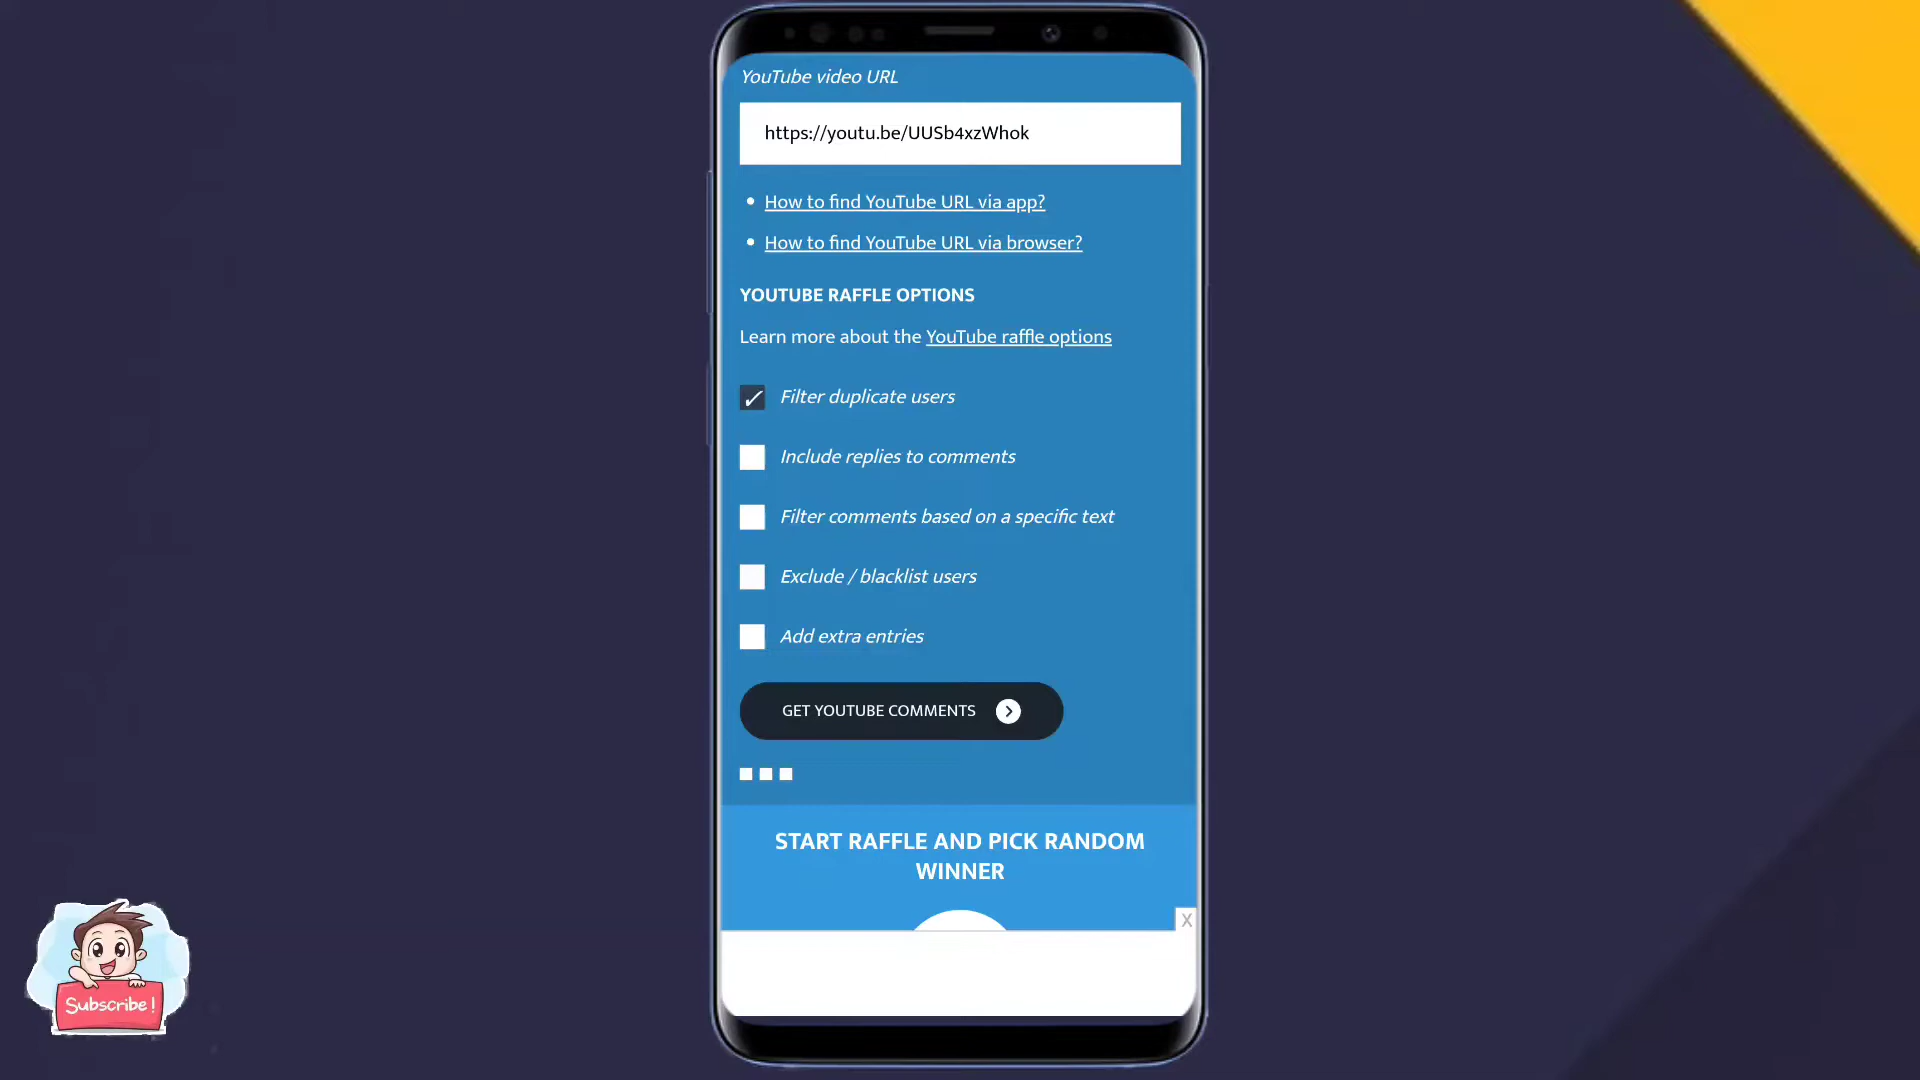 YouTube video URL
https://youtu.be/UUSb4xzWhok
How to find YouTube URL via app?
How to find YouTube URL via browser?
YOUTUBE RAFFLE OPTIONS
Learn more about the YouTube raffle options
Filter duplicate users
Include replies to comments
Filter comments based on a specific text
Exclude / blacklist users
Add extra entries
GET YOUTUBE COMMENTS
START RAFFLE AND PICK RANDOM
WINNER
X
Subscribe!